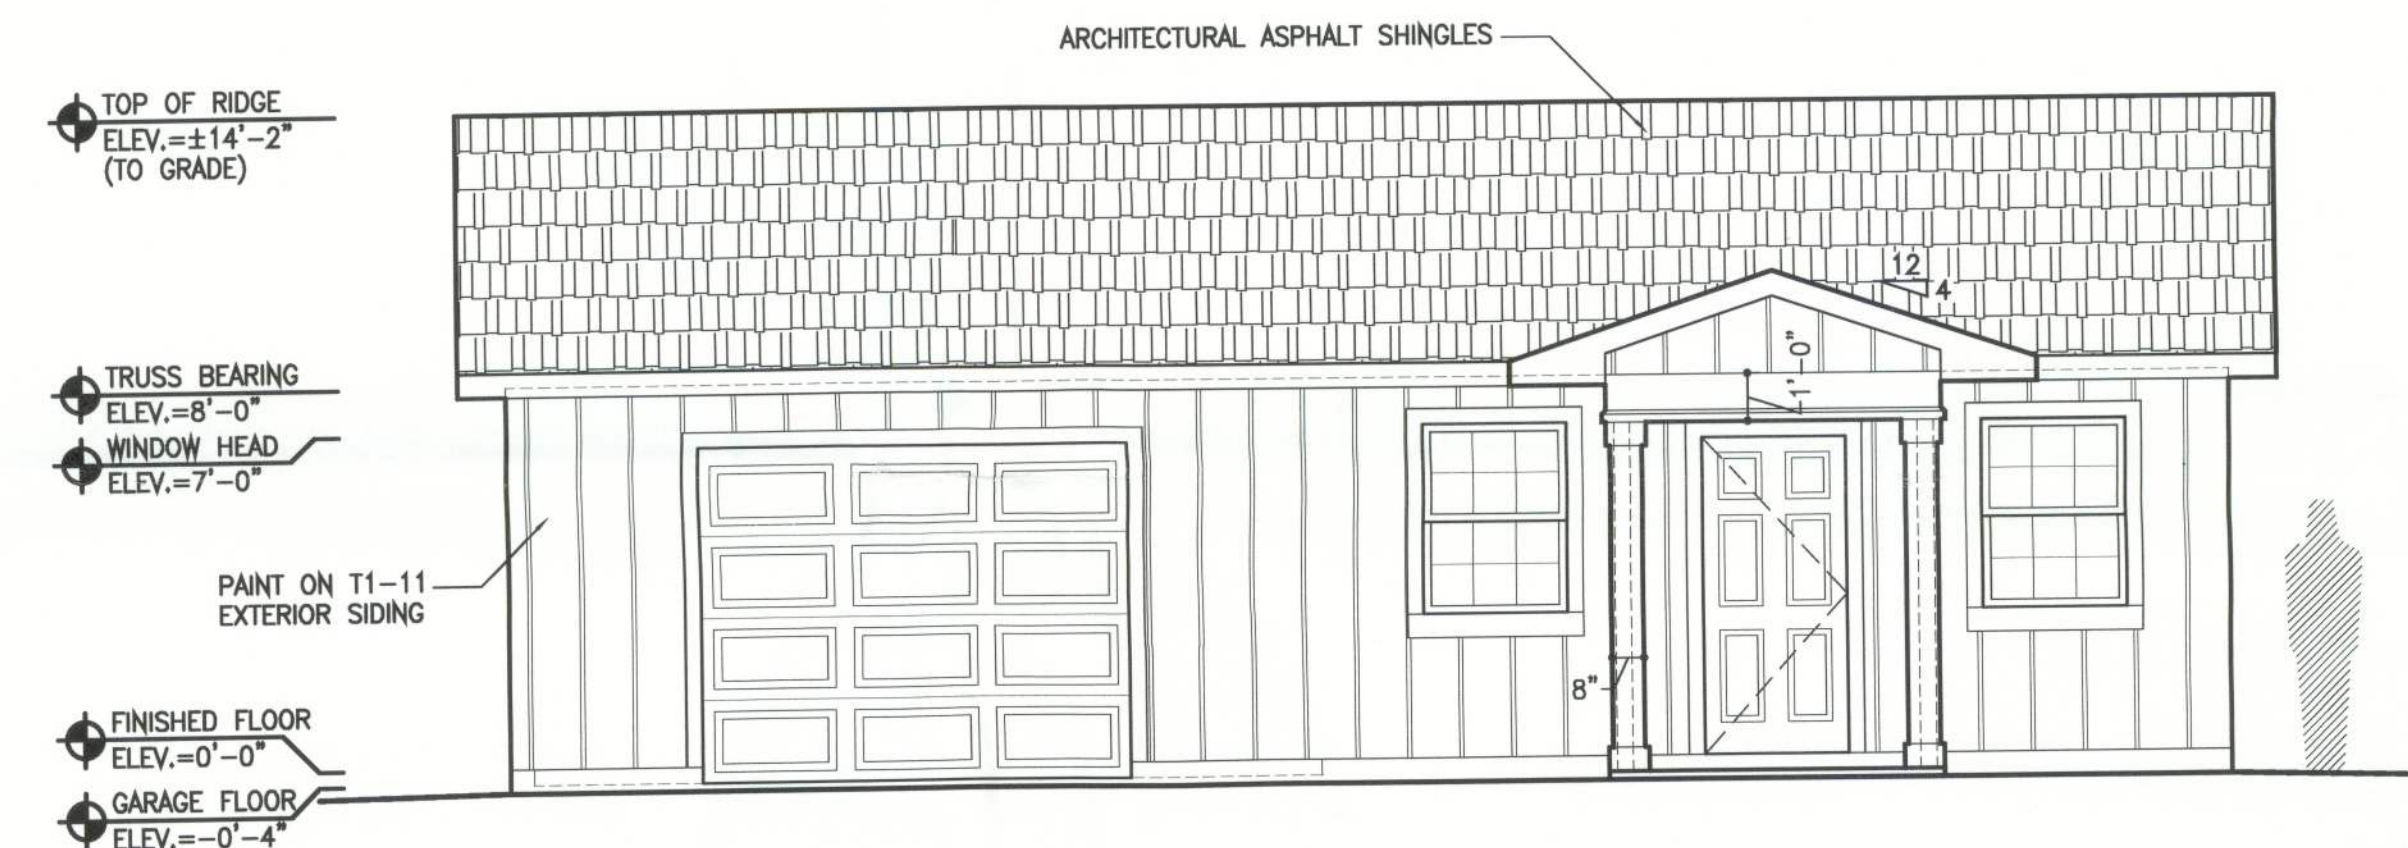 ARCHITECTURAL ASPHALT SHINGLES
TOP OF RIDGE
ELEV.=±14'-2"
(TO GRADE)
12
4
1'-0"
TRUSS BEARING
ELEV.=8'-0"
WINDOW HEAD
ELEV.=7'-0"
PAINT ON T1-11
EXTERIOR SIDING
8"
FINISHED FLOOR
ELEV.=0'-0"
GARAGE FLOOR
ELEV.=-0'-4"